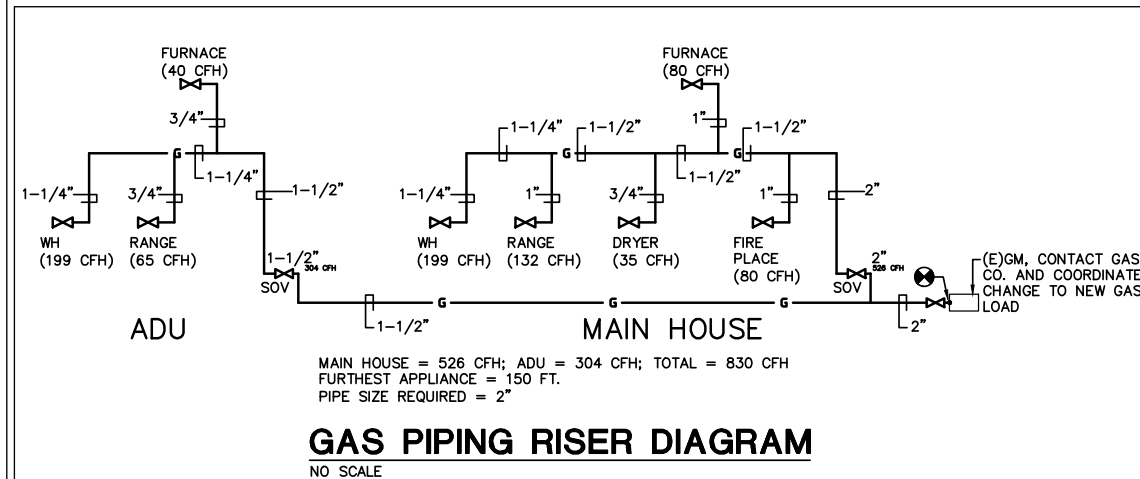 FURNACE
(40 CFH)
FURNACE
(80 CFH)
3/4"
1-1/4"
1-1/2"
1"
1-1/2"
G
G
G
1-1/4"
1-1/2"
1-1/4"
3/4"
1-1/2"
1-1/4"
1"
3/4"
1"
2"
WH
(199 CFH)
RANGE
(65 CFH)
WH
(199 CFH)
RANGE
(132 CFH)
DRYER
(35 CFH)
FIRE
PLACE
(80 CFH)
1-1/2"
304 CFH
SOV
2"
526 CFH
SOV
(E)GM, CONTACT GAS
CO. AND COORDINATE
CHANGE TO NEW GAS
LOAD
G
G
G
1-1/2"
2"
ADU
MAIN HOUSE
MAIN HOUSE = 526 CFH; ADU = 304 CFH; TOTAL = 830 CFH
FURTHEST APPLIANCE = 150 FT.
PIPE SIZE REQUIRED = 2"
GAS PIPING RISER DIAGRAM
NO SCALE